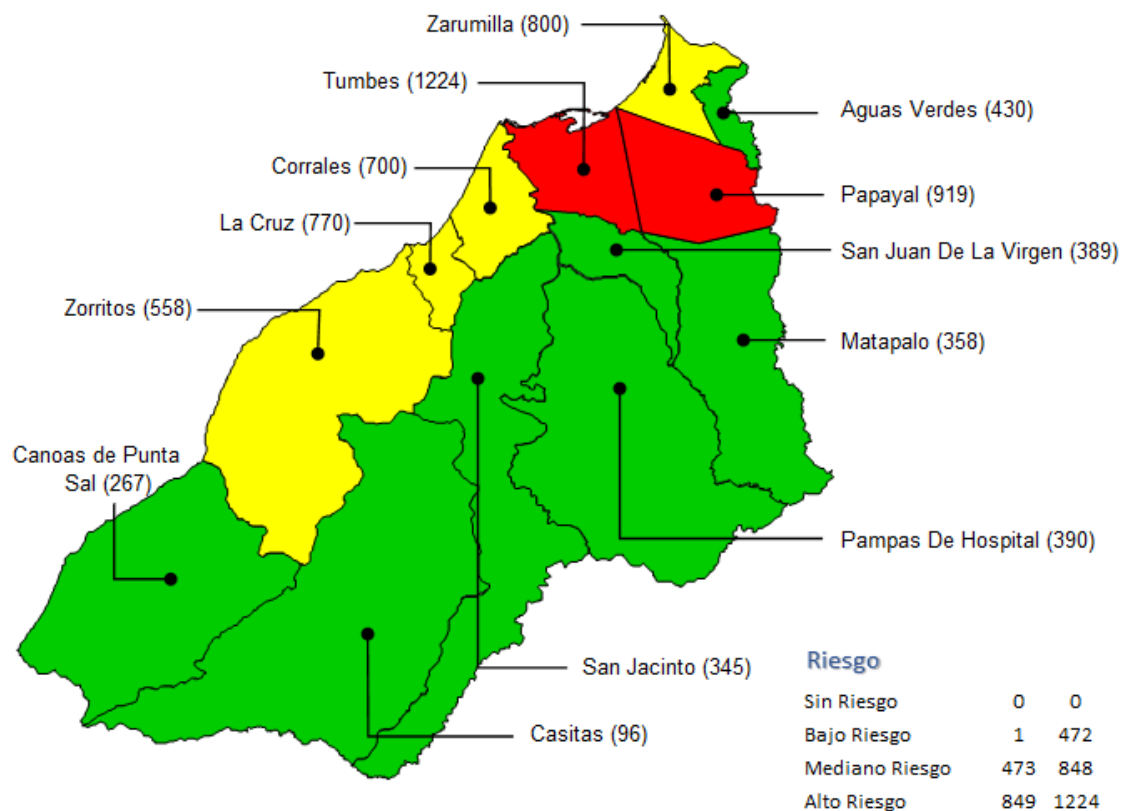 Zarumilla (800)
Tumbes (1224)
Aguas Verdes (430)
Corrales (700)
Papayal (919)
La Cruz (770)
San Juan De La Virgen (389)
Zorritos (558)
Matapalo (358)
Canoas de Punta
Sal (267)
Pampas De Hospital (390)
San Jacinto (345)
Casitas (96)
Riesgo
Sin Riesgo 0 0
Bajo Riesgo 1 472
Mediano Riesgo 473 848
Alto Riesgo 849 1224